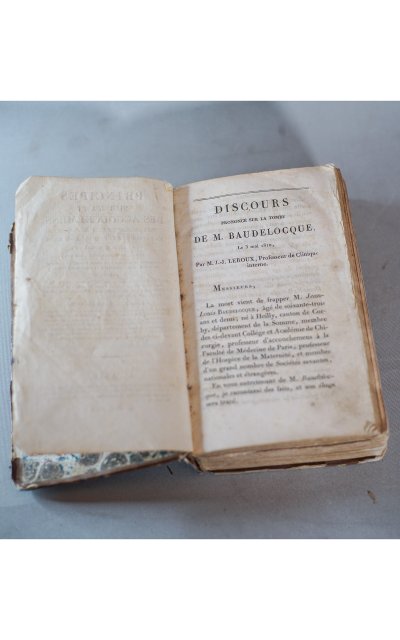 DISCOURS
PRONONCÉ SUR LA TOMBE
DE M. BAUDELOCQUE,
Le 3 mai 1810,
Par M. J.-J. LEROUX, Professeur de Clinique
interne.
MESSIEURS,
La mort vient de frapper M. Jean-
Louis BAUDELOCQUE, âgé de soixante-trois
ans et demi; né à Heilly, canton de Cor-
by, département de la Somme, membre
des ci-devant Collége et Académie de Chi-
rurgie, professeur d'accouchemens à la
Faculté de Médecine de Paris, professeur
de l'Hospice de la Maternité, et membre
d'un grand nombre de Sociétés savantes,
nationales et étrangères.
En vous entretenant de M. Baudeloc-
que, je raconterai des faits, et son éloge
sera tracé.